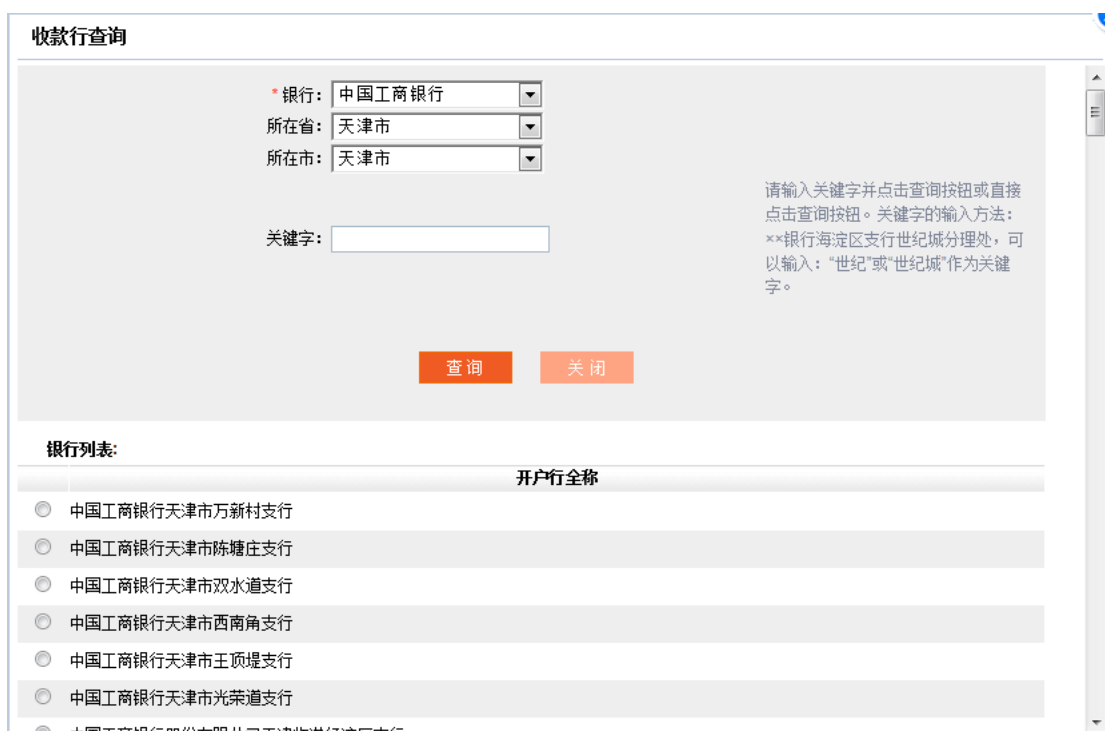 收款行查询
*银行: 中国工商银行
所在省: 天津市
所在市: 天津市
请输入关键字并点击查询按钮或直接
点击查询按钮。关键字的输入方法:
关键字:
××银行海淀区支行世纪城分理处，可
以输入: “世纪”或“世纪城”作为关键
字。
查询 关闭
银行列表:
开户行全称
中国工商银行天津市万新村支行
中国工商银行天津市陈塘庄支行
中国工商银行天津市双水道支行
中国工商银行天津市西南角支行
中国工商银行天津市王顶堤支行
中国工商银行天津市光荣道支行